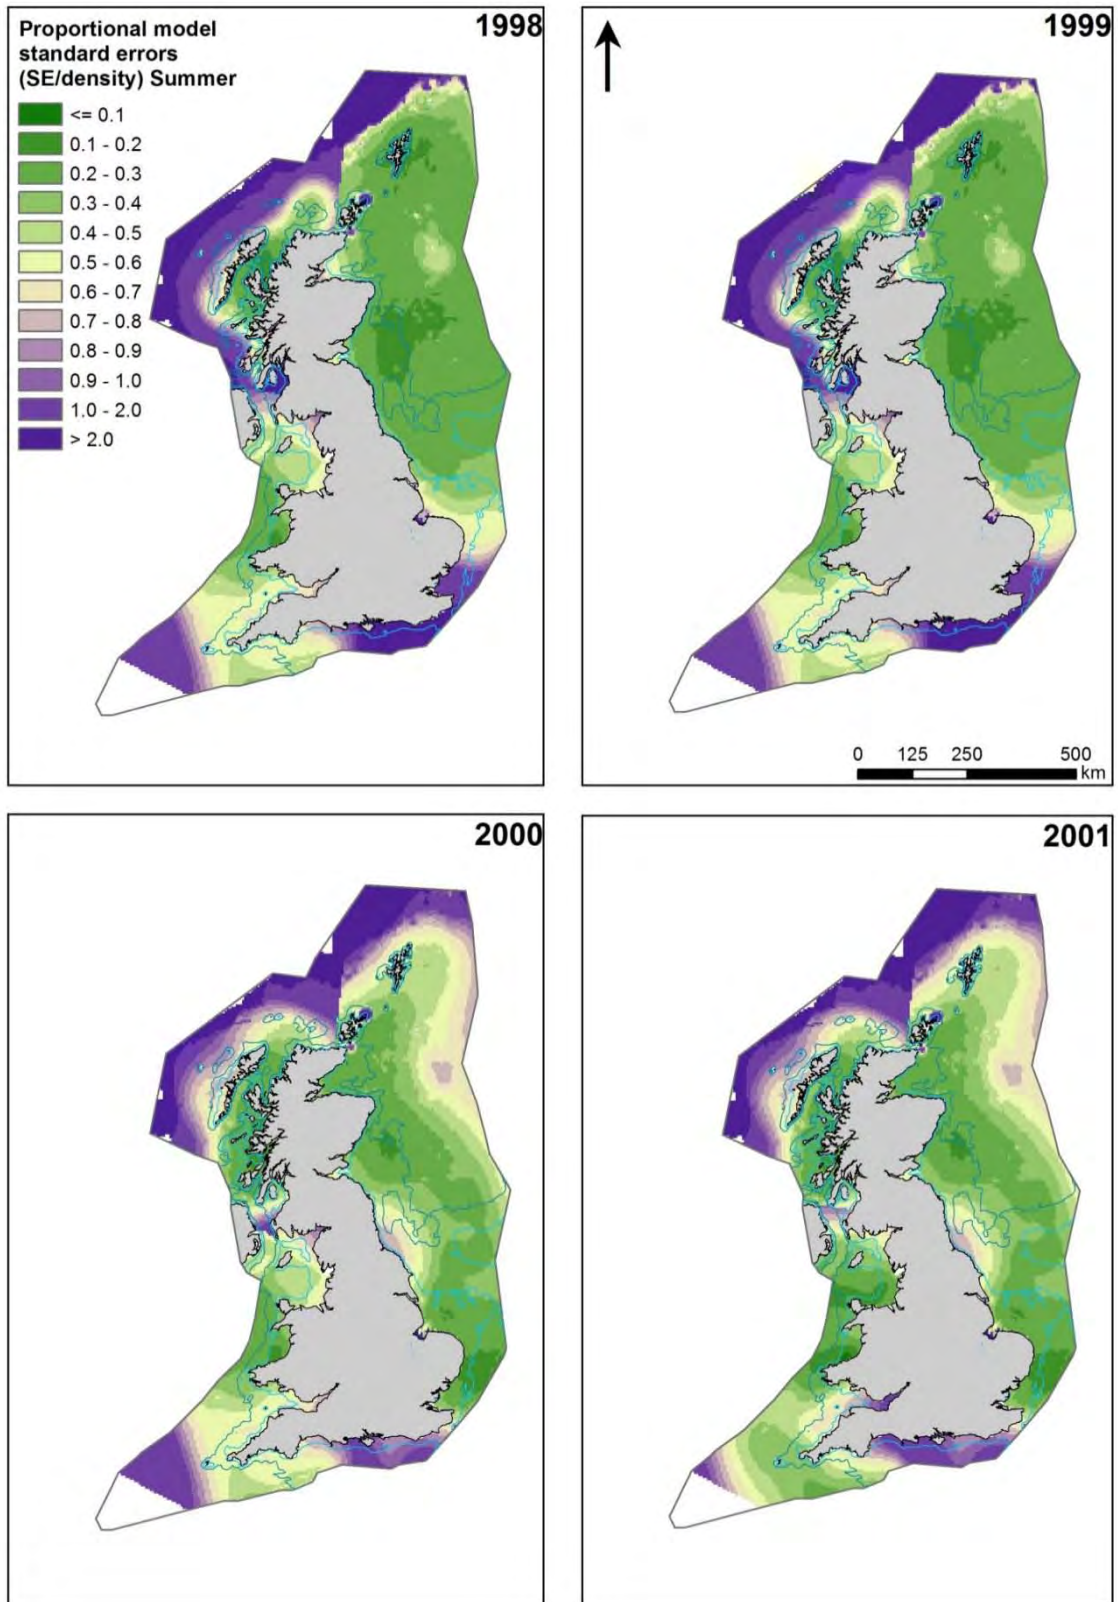 Proportional model
standard errors
(SE/density) Summer
<= 0.1
0.1 - 0.2
0.2 - 0.3
0.3 - 0.4
0.4 - 0.5
0.5 - 0.6
0.6 - 0.7
0.7 - 0.8
0.8 - 0.9
0.9 - 1.0
1.0 - 2.0
> 2.0
1998
1999
0 125 250 500
km
2000
2001